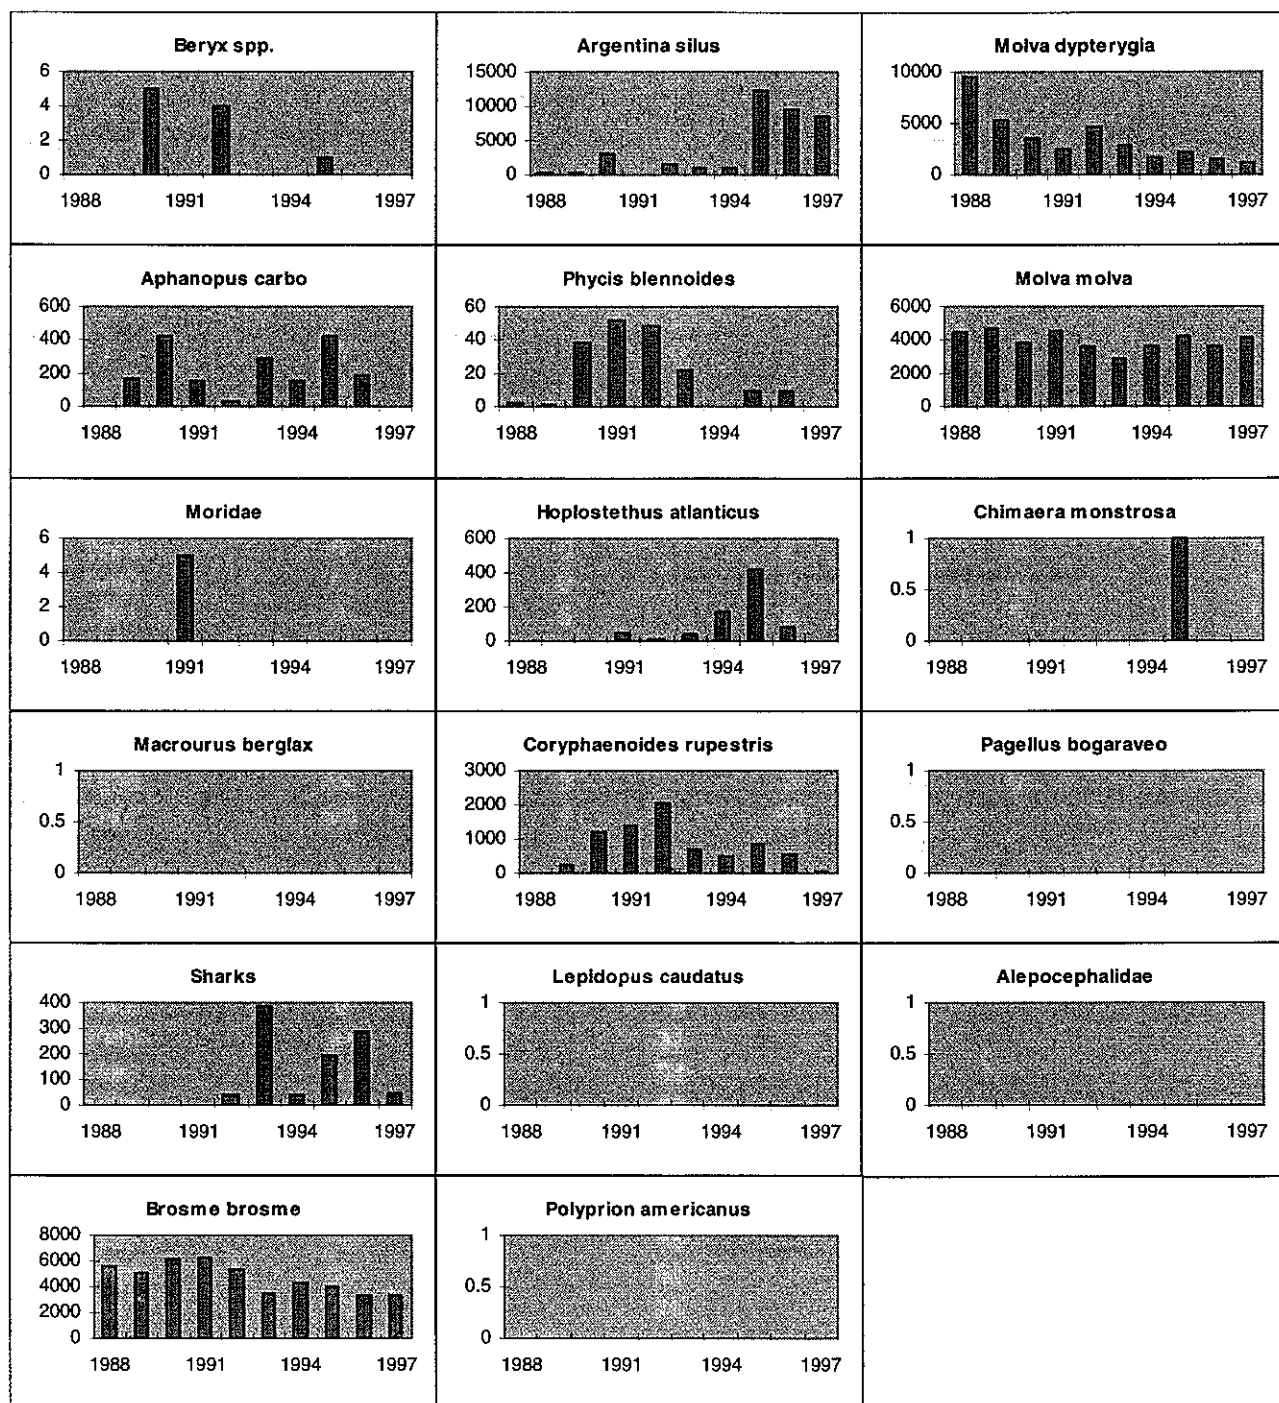 Beryx spp.
6
4
2
0
1988 1991 1994 1997
Argentina silus
15000
10000
5000
0
1988 1991 1994 1997
Molva dypterygia
10000
5000
0
1988 1991 1994 1997
Aphanopus carbo
600
400
200
0
1988 1991 1994 1997
Phycis blennoides
60
40
20
0
1988 1991 1994 1997
Molva molva
6000
4000
2000
0
1988 1991 1994 1997
Moridae
6
4
2
0
1988 1991 1994 1997
Hoplostethus atlanticus
600
400
200
0
1988 1991 1994 1997
Chimaera monstrosa
1
0.5
0
1988 1991 1994 1997
Macrourus berglax
1
0.5
0
1988 1991 1994 1997
Coryphaenoides rupestris
3000
2000
1000
0
1988 1991 1994 1997
Pagellus bogaraveo
1
0.5
0
1988 1991 1994 1997
Sharks
400
300
200
100
0
1988 1991 1994 1997
Lepidopus caudatus
1
0.5
0
1988 1991 1994 1997
Alepocephalidae
1
0.5
0
1988 1991 1994 1997
Brosme brosme
8000
6000
4000
2000
0
1988 1991 1994 1997
Polyprion americanus
1
0.5
0
1988 1991 1994 1997